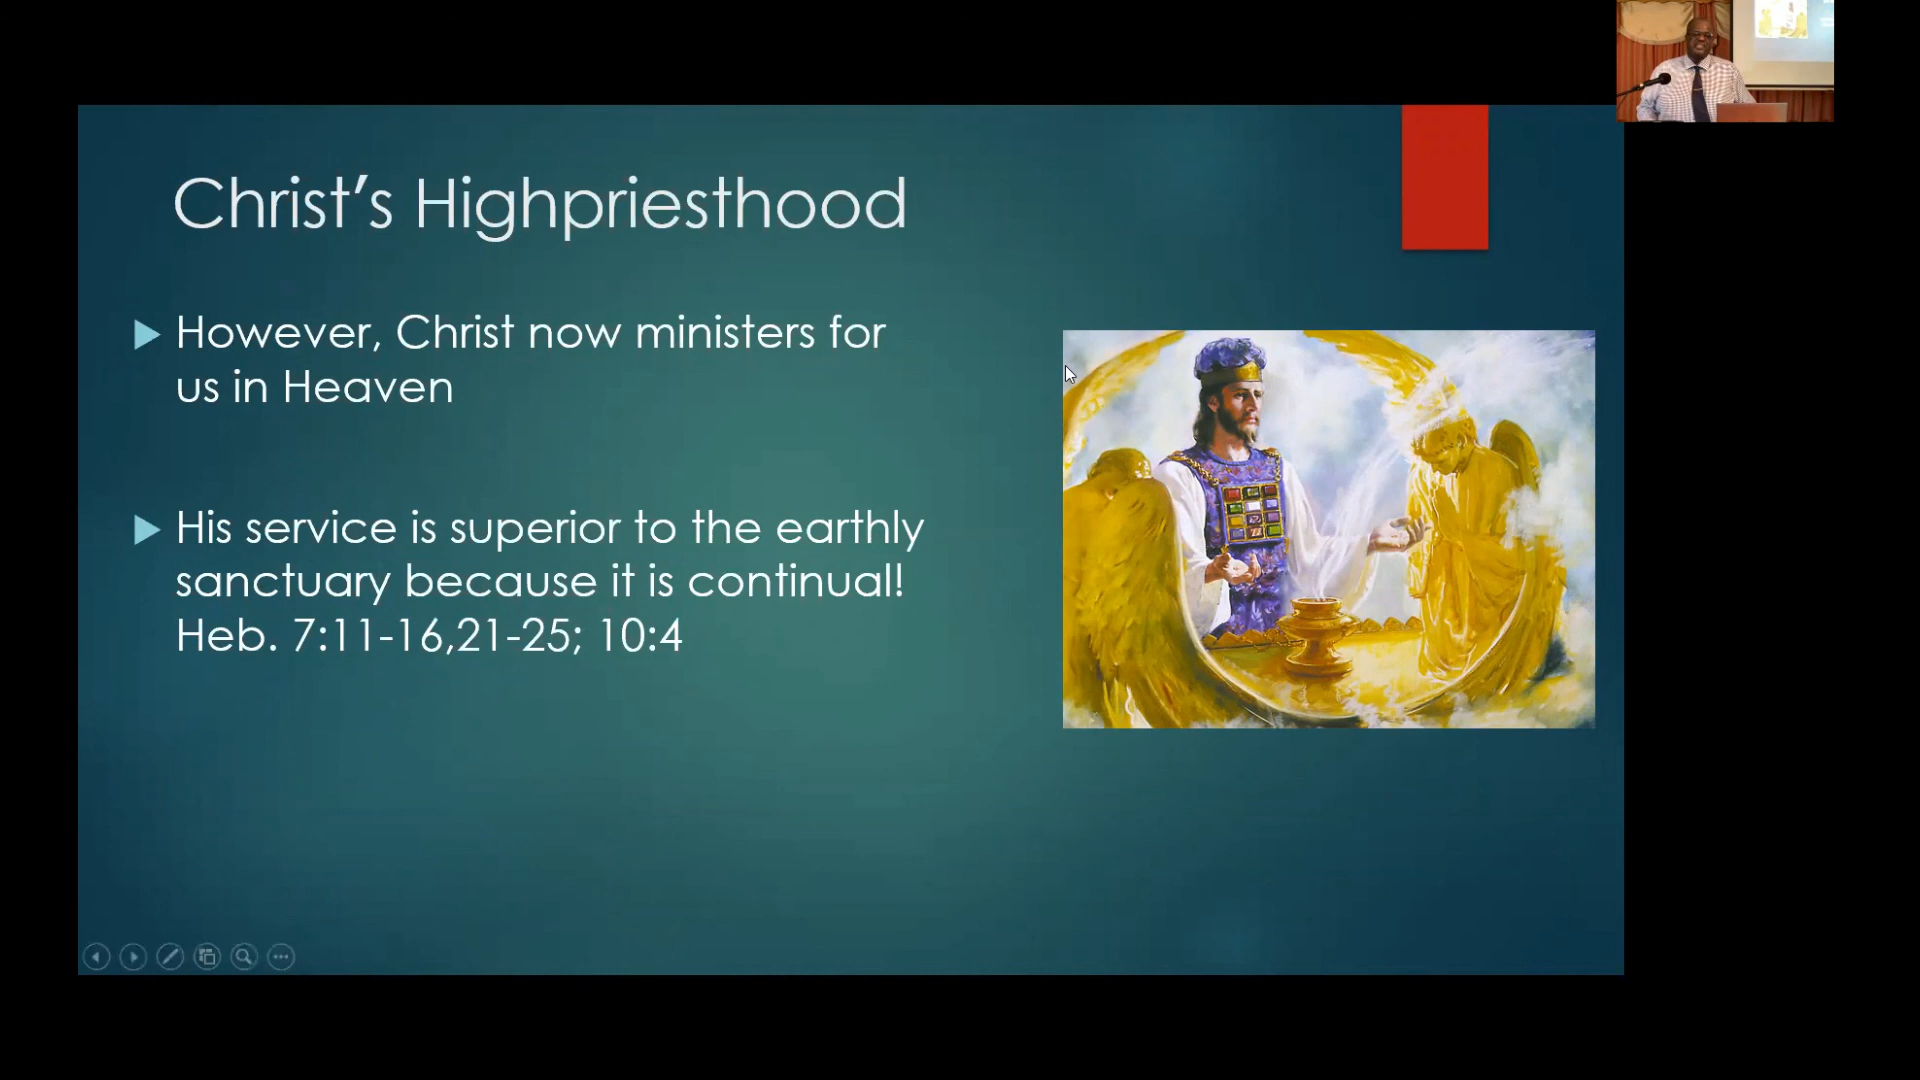 Christ's Highpriesthood
However, Christ now ministers for
us in Heaven
His service is superior to the earthly
sanctuary because it is continual!
Heb. 7:11-16,21-25; 10:4